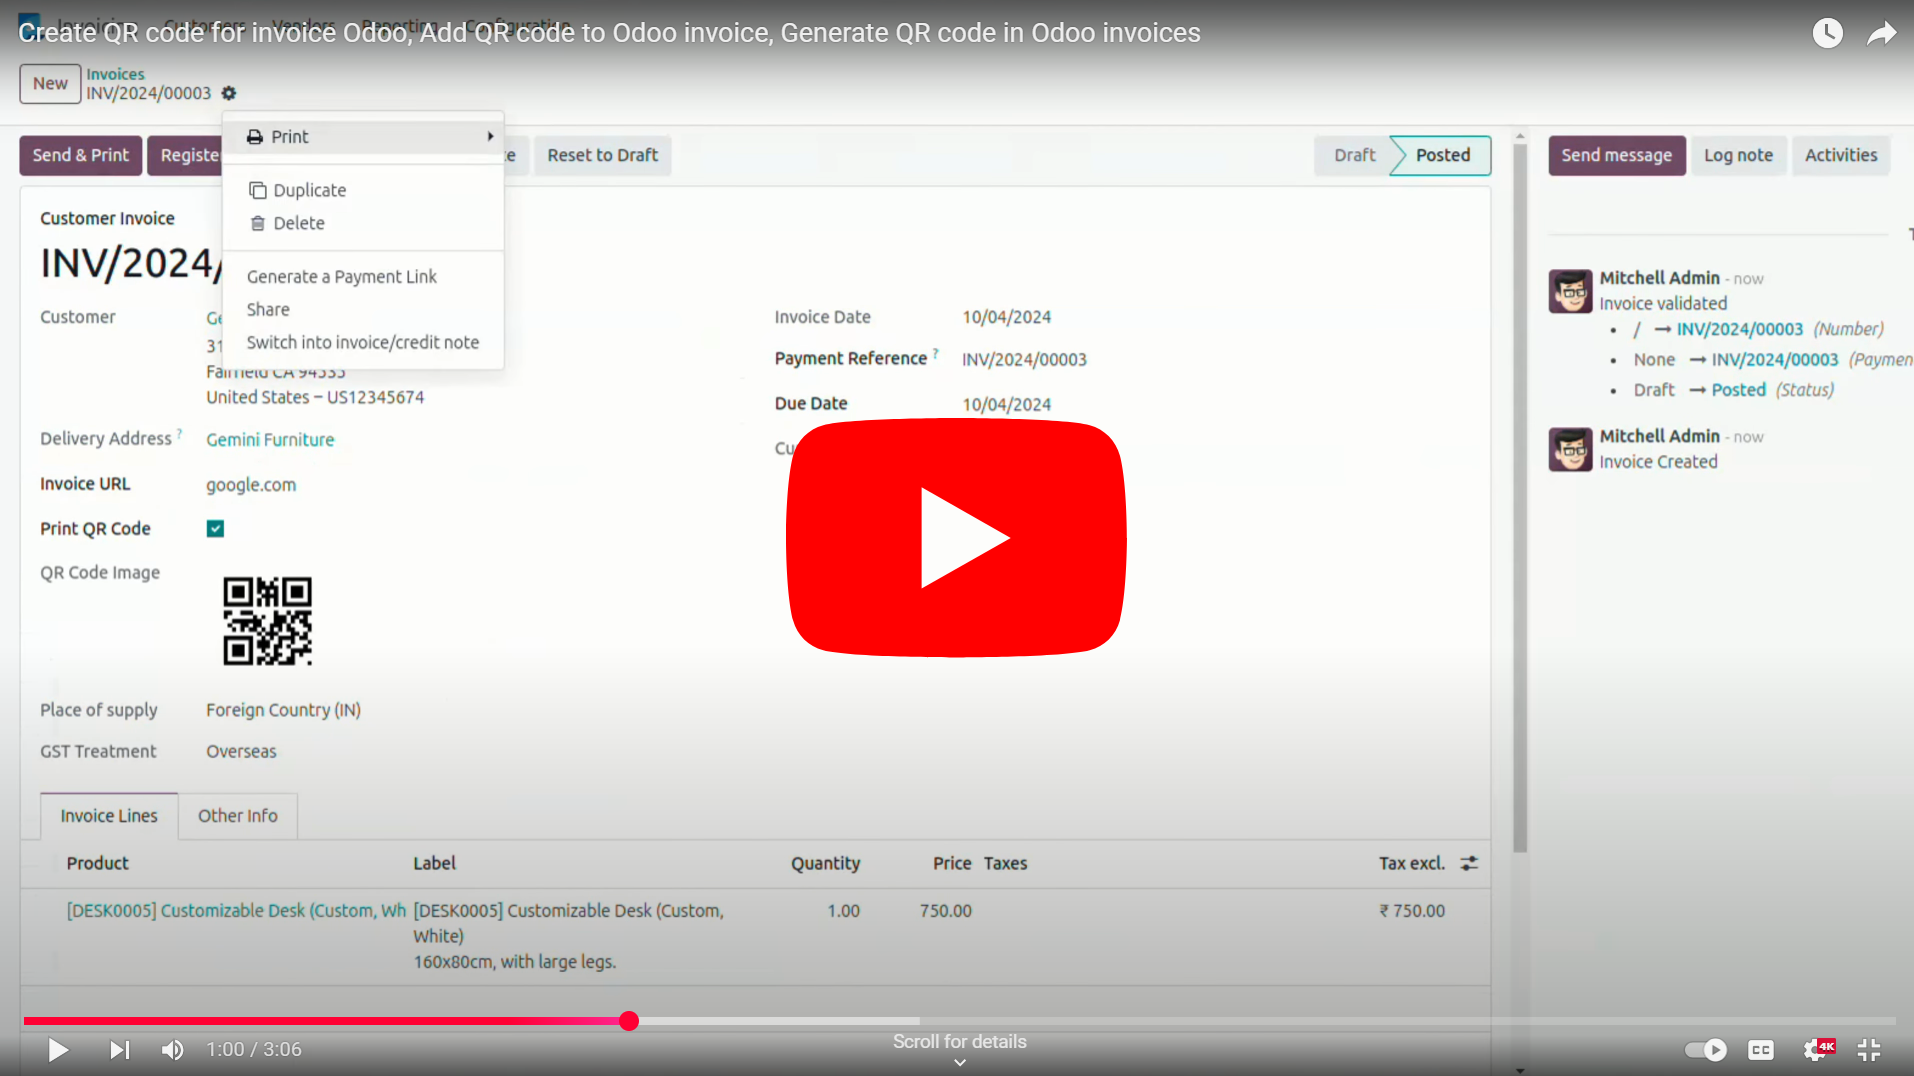 Invoicing Customers Vendors Reporting Configuration
Create QR code for invoice Odoo, Add QR code to Odoo invoice, Generate QR code in Odoo invoices
New
Invoices
INV/2024/00003
Print
Send & Print
Reset to Draft
Draft
Posted
Send message
Log note
Activities
Duplicate
Delete
Customer Invoice
INV/2024/
Generate a Payment Link
Share
Switch into invoice/credit note
Customer
Fairfield CA 94535
United States – US12345674
Invoice Date 10/04/2024
Payment Reference ? INV/2024/00003
Due Date 10/04/2024
Delivery Address ? Gemini Furniture
Invoice URL google.com
Print QR Code
QR Code Image
Place of supply Foreign Country (IN)
GST Treatment Overseas
Mitchell Admin - now
Invoice validated
• / → INV/2024/00003 (Number)
• None → INV/2024/00003 (Paymen
• Draft → Posted (Status)
Mitchell Admin - now
Invoice Created
Invoice Lines Other Info
Product Label Quantity Price Taxes Tax excl.
[DESK0005] Customizable Desk (Custom, Wh [DESK0005] Customizable Desk (Custom, 1.00 750.00 ₹ 750.00
White)
160x80cm, with large legs.
Scroll for details
1:00 / 3:06
CC
4K